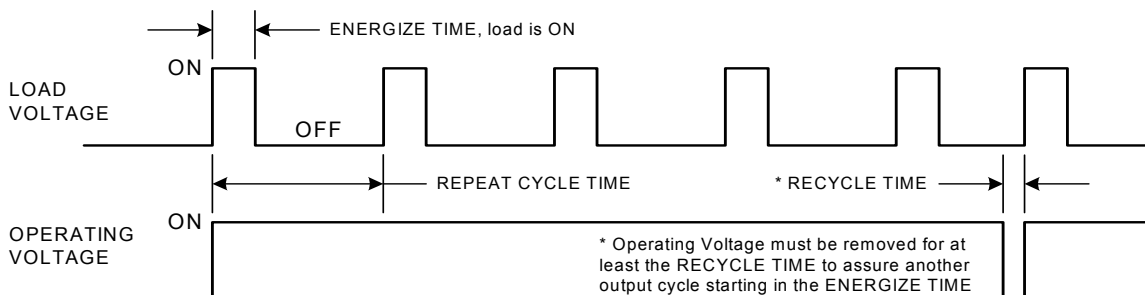 ENERGIZE TIME, load is ON
ON
LOAD
VOLTAGE
OFF
REPEAT CYCLE TIME
* RECYCLE TIME
ON
OPERATING
VOLTAGE
* Operating Voltage must be removed for at
least the RECYCLE TIME to assure another
output cycle starting in the ENERGIZE TIME